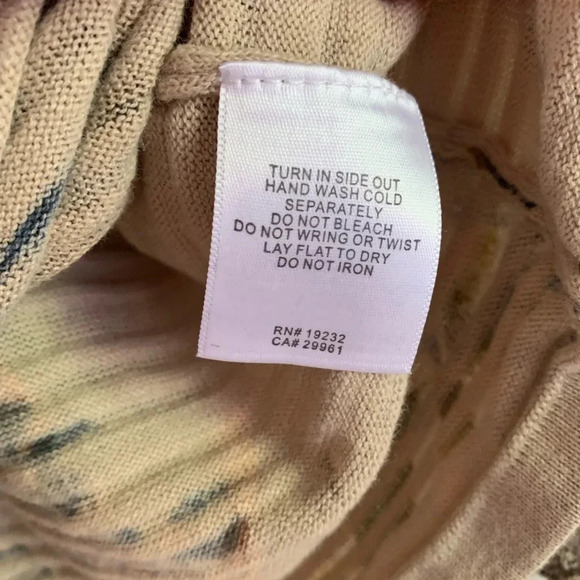 TURN IN SIDE OUT
HAND WASH COLD
SEPARATELY
DO NOT BLEACH
DO NOT WRING OR TWIST
LAY FLAT TO DRY
DO NOT IRON
RN# 19232
CA# 29961